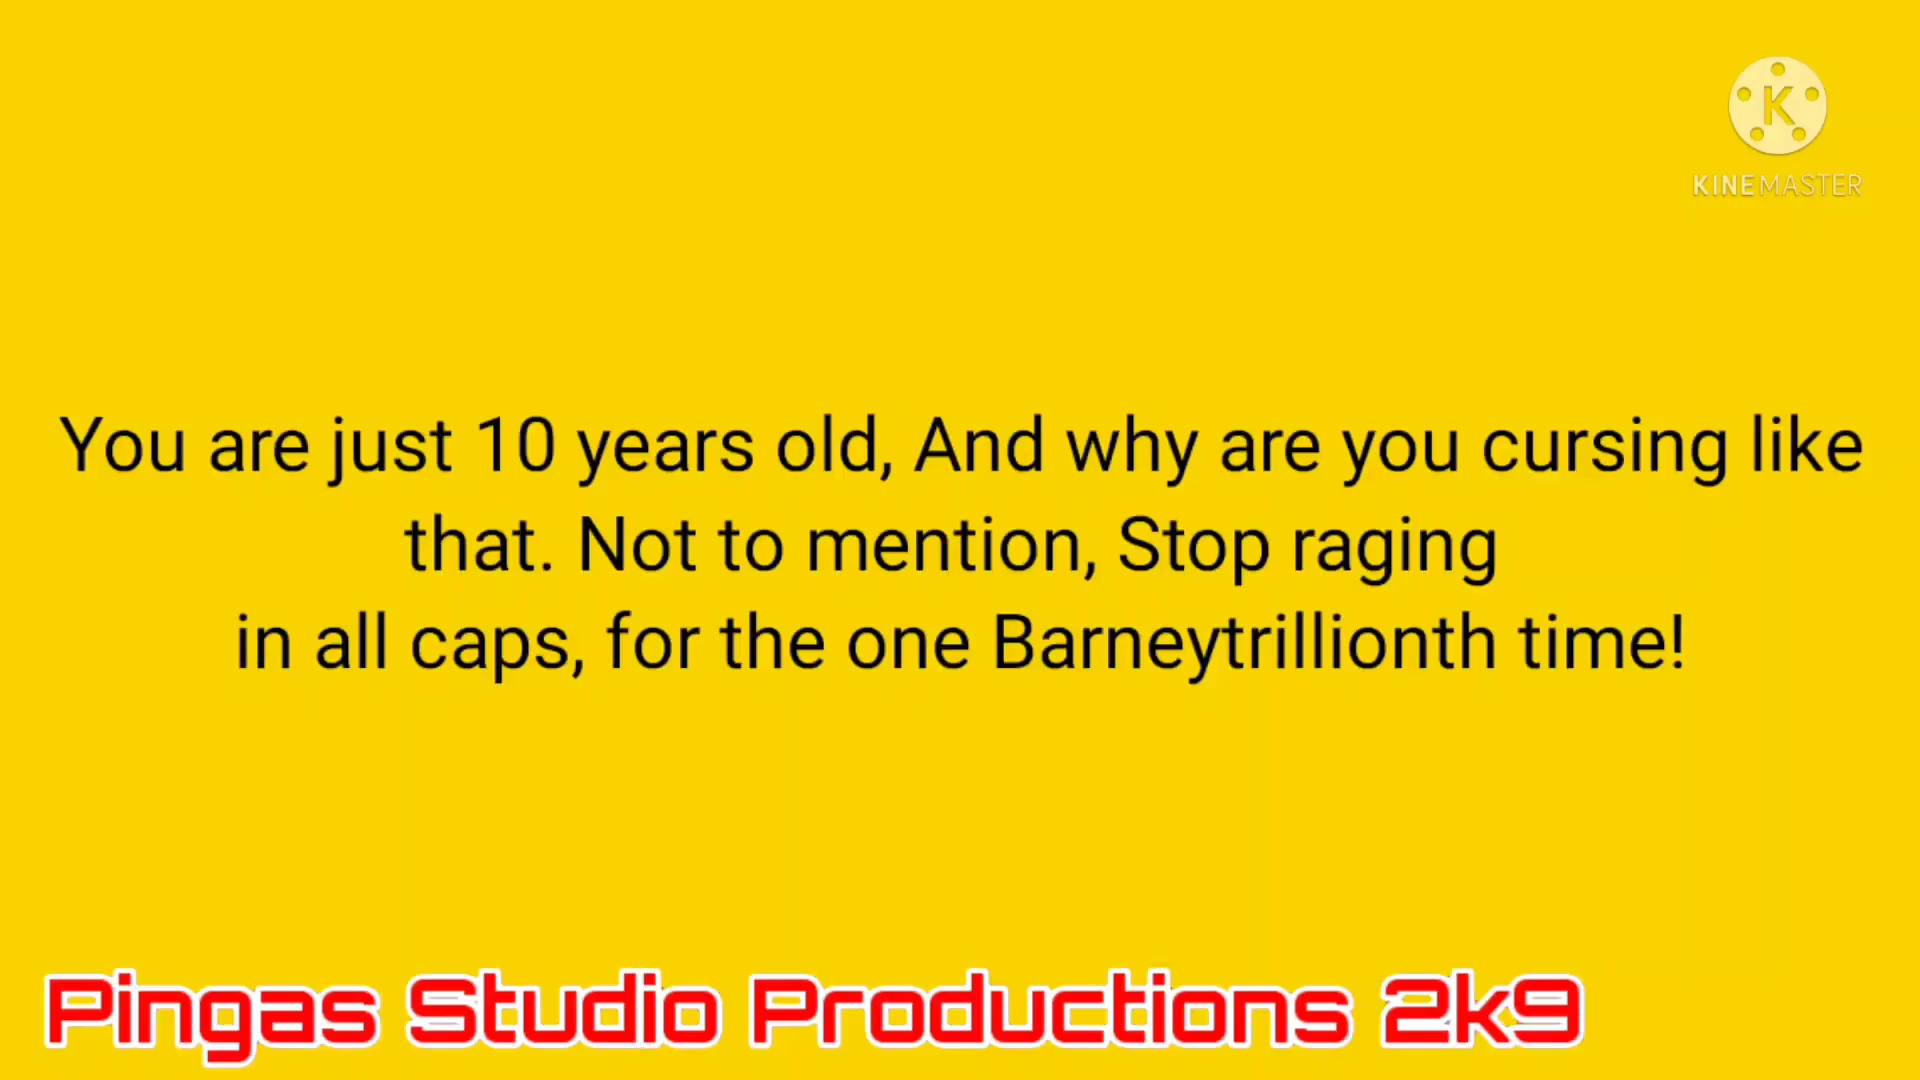 K
KINEMASTER
You are just 10 years old, And why are you cursing like
that. Not to mention, Stop raging
in all caps, for the one Barneytrillionth time!
Pingas Studio Productions 2k9